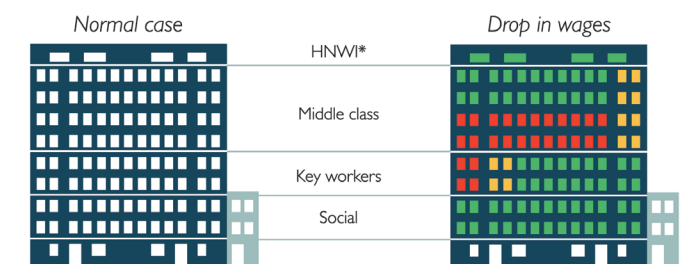 Normal case
Drop in wages
HNWI*
Middle class
Key workers
Social